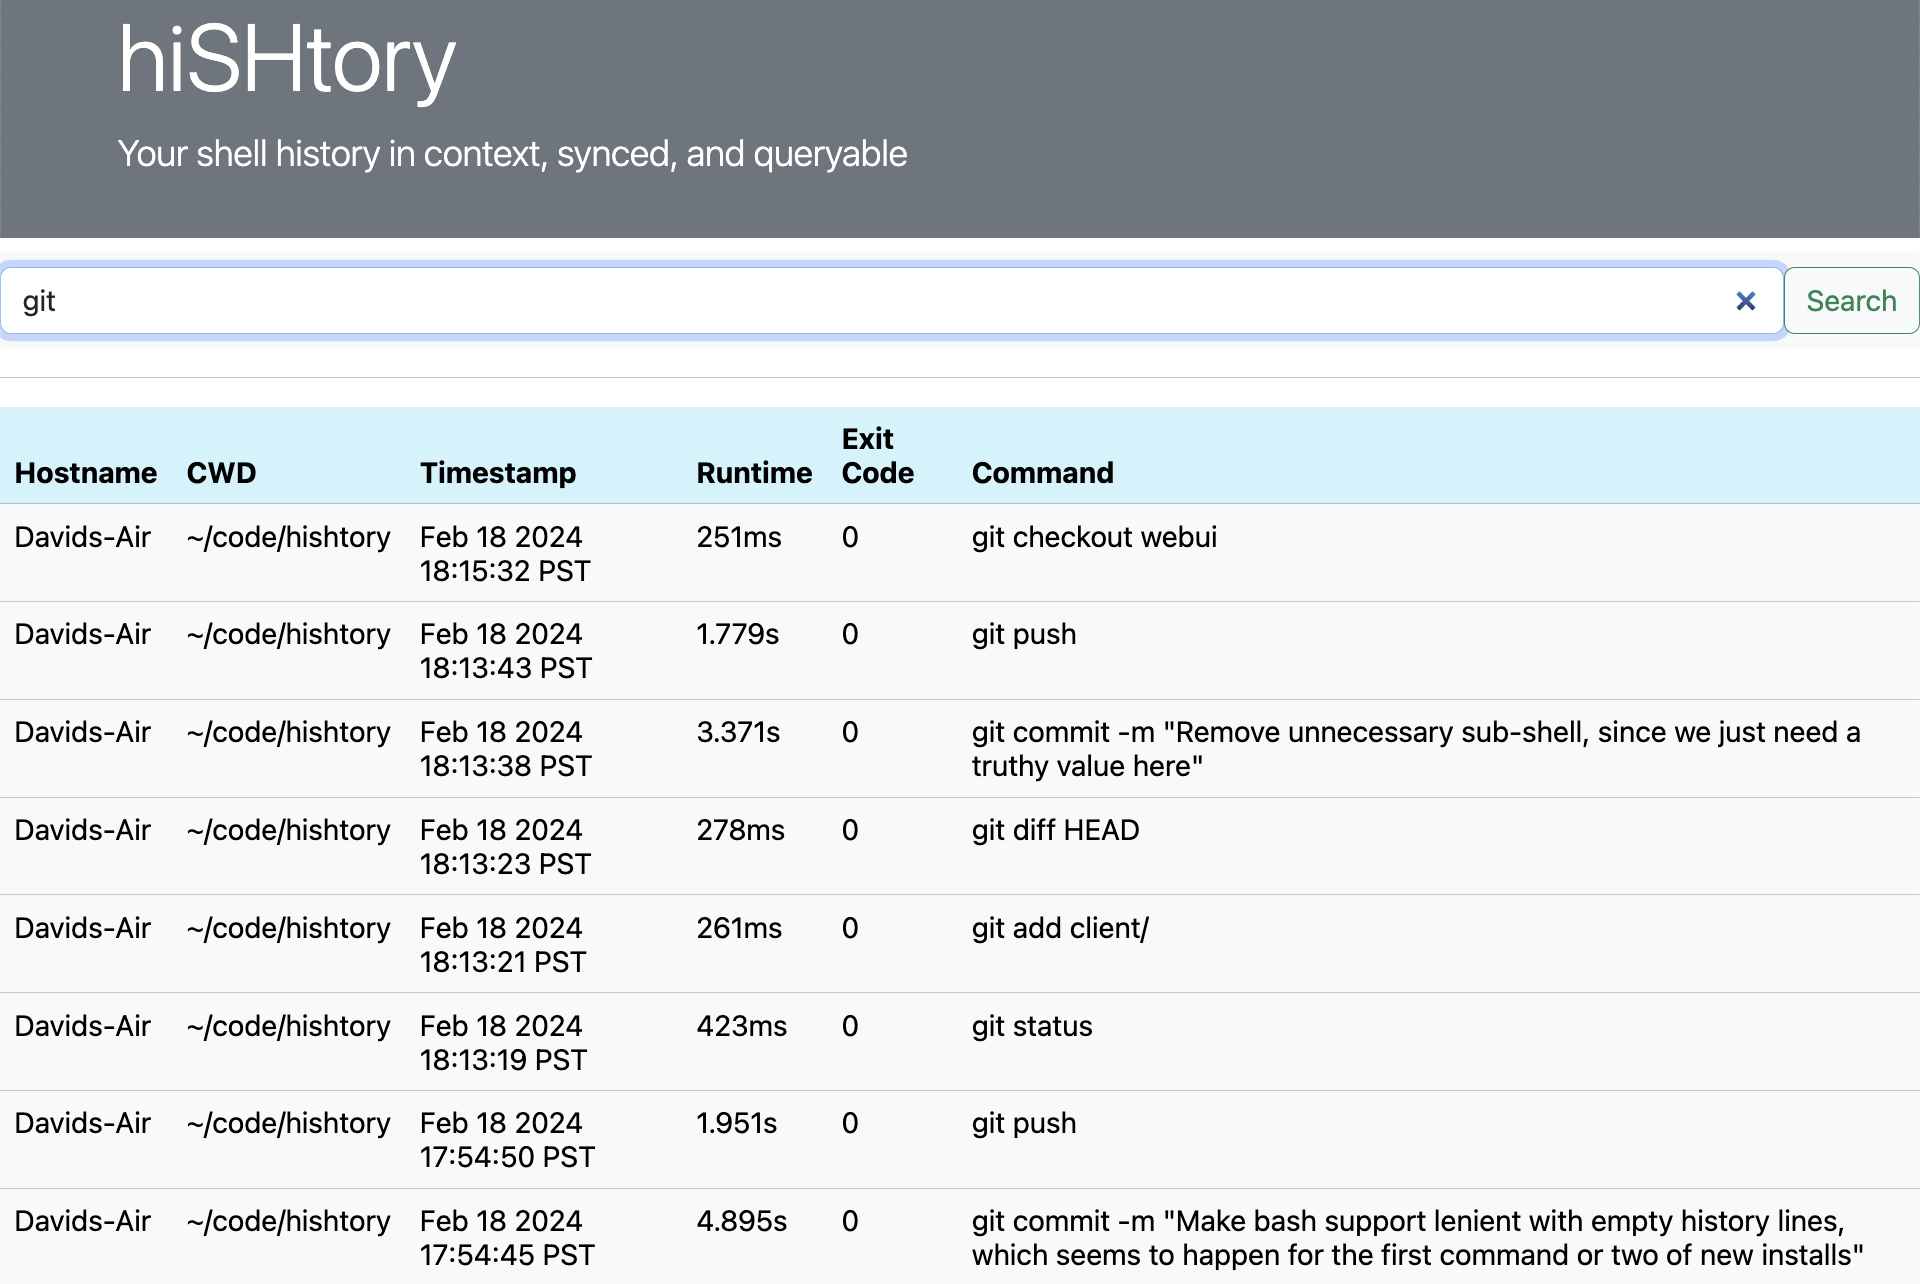 hiSHtory
Your shell history in context, synced, and queryable
git
Search
Hostname CWD Timestamp Runtime Exit Code Command
Davids-Air ~/code/hishtory Feb 18 2024 251ms 0 git checkout webui
18:15:32 PST
Davids-Air ~/code/hishtory Feb 18 2024 1.779s 0 git push
18:13:43 PST
Davids-Air ~/code/hishtory Feb 18 2024 3.371s 0 git commit -m "Remove unnecessary sub-shell, since we just need a
18:13:38 PST truthy value here"
Davids-Air ~/code/hishtory Feb 18 2024 278ms 0 git diff HEAD
18:13:23 PST
Davids-Air ~/code/hishtory Feb 18 2024 261ms 0 git add client/
18:13:21 PST
Davids-Air ~/code/hishtory Feb 18 2024 423ms 0 git status
18:13:19 PST
Davids-Air ~/code/hishtory Feb 18 2024 1.951s 0 git push
17:54:50 PST
Davids-Air ~/code/hishtory Feb 18 2024 4.895s 0 git commit -m "Make bash support lenient with empty history lines,
17:54:45 PST which seems to happen for the first command or two of new installs"